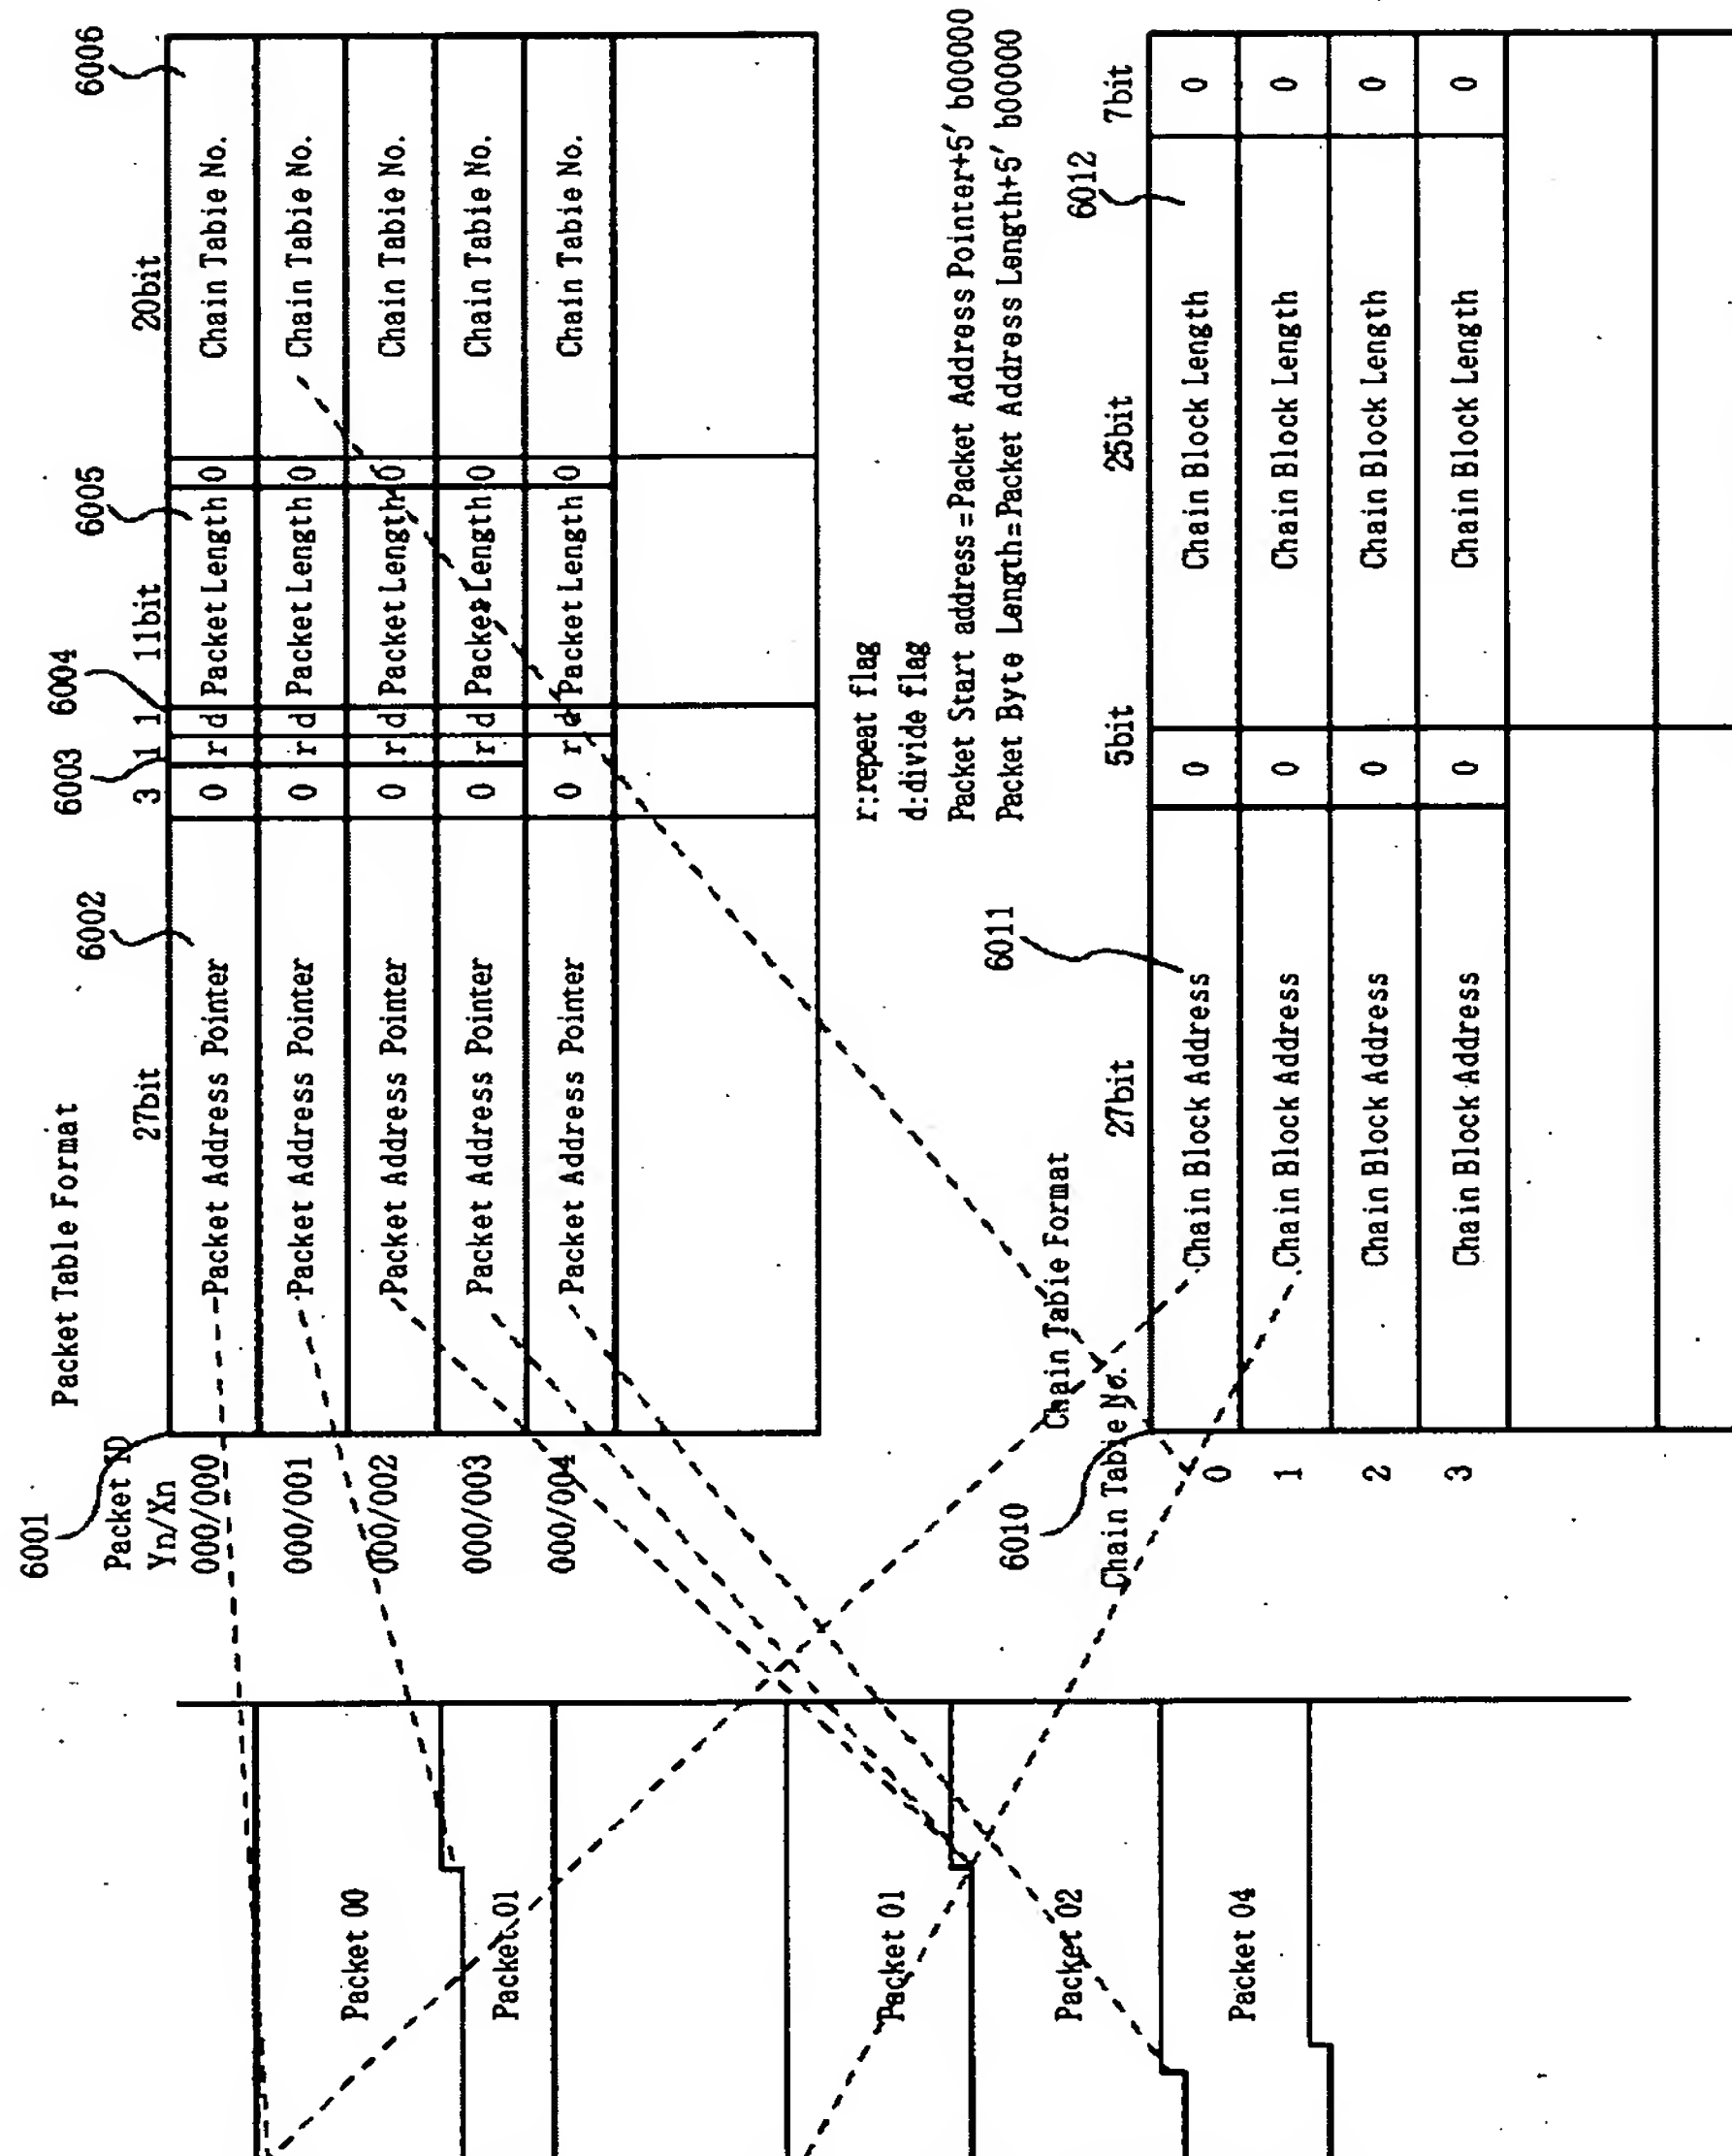 Packet Table Format
6001
Packet ID
Yn/Xn
6002
6003
6004
6005
6006
27bit
3
1
1
11bit
20bit
000/000
Packet Address Pointer
0
r
d
Packet Length
0
Chain Tabie No.
000/001
Packet Address Pointer
0
r
d
Packet Length
0
Chain Tabie No.
000/002
Packet Address Pointer
0
r
d
Packet Length
0
Chain Tabie No.
000/003
Packet Address Pointer
0
r
d
Packet Length
0
Chain Tabie No.
000/004
Packet Address Pointer
0
r
d
Packet Length
0
Chain Tabie No.
r:repeat flag
d:divide flag
Packet Start address=Packet Address Pointer+5' b00000
Packet Byte Length=Packet Address Length+5' b00000
Chain Tabie Format
6010
Chain Tabie No.
6011
6012
27bit
5bit
25bit
7bit
0
Chain Block Address
0
Chain Block Length
0
1
Chain Block Address
0
Chain Block Length
0
2
Chain Block Address
0
Chain Block Length
0
3
Chain Block Address
0
Chain Block Length
0
Packet 00
Packet 01
Packet 01
Packet 02
Packet 04